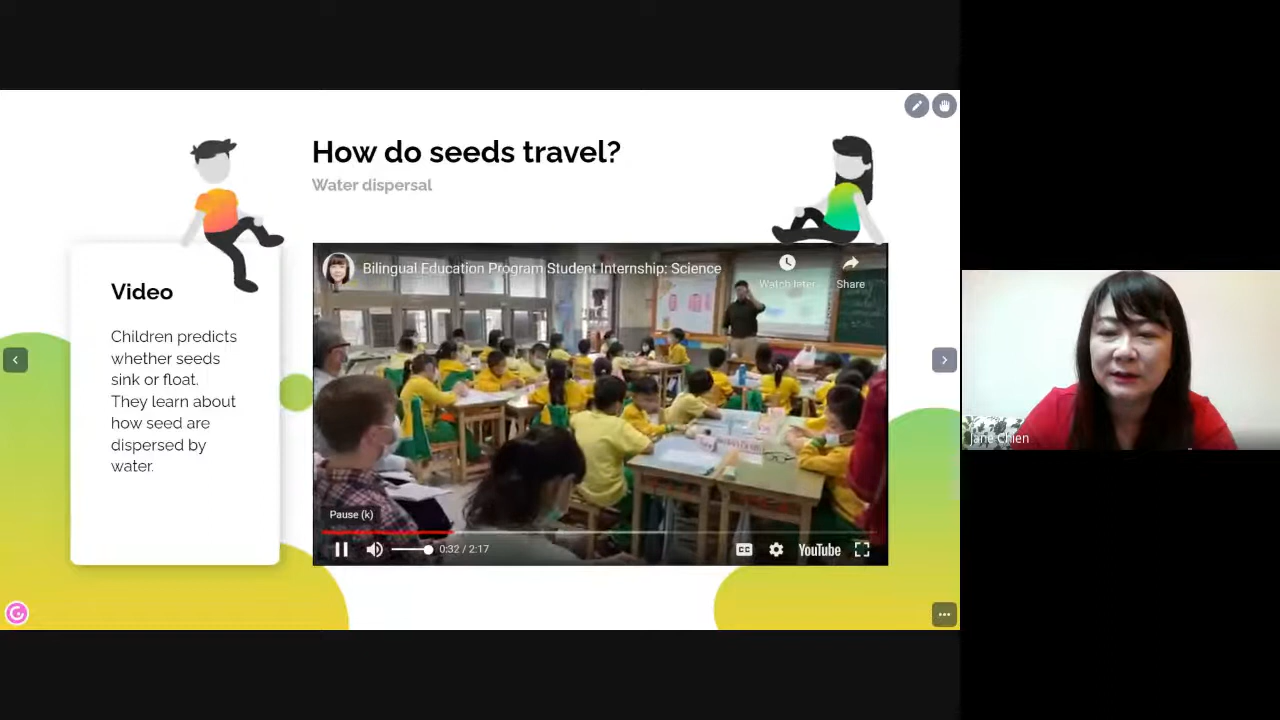 How do seeds travel?
Water dispersal
Video
Children predicts
whether seeds
sink or float.
They learn about
how seed are
dispersed by
water.
Bilingual Education Program Student Internship: Science
Watch later
Share
Pause (k)
0:32 / 2:17
CC
YouTube
Jane Chien